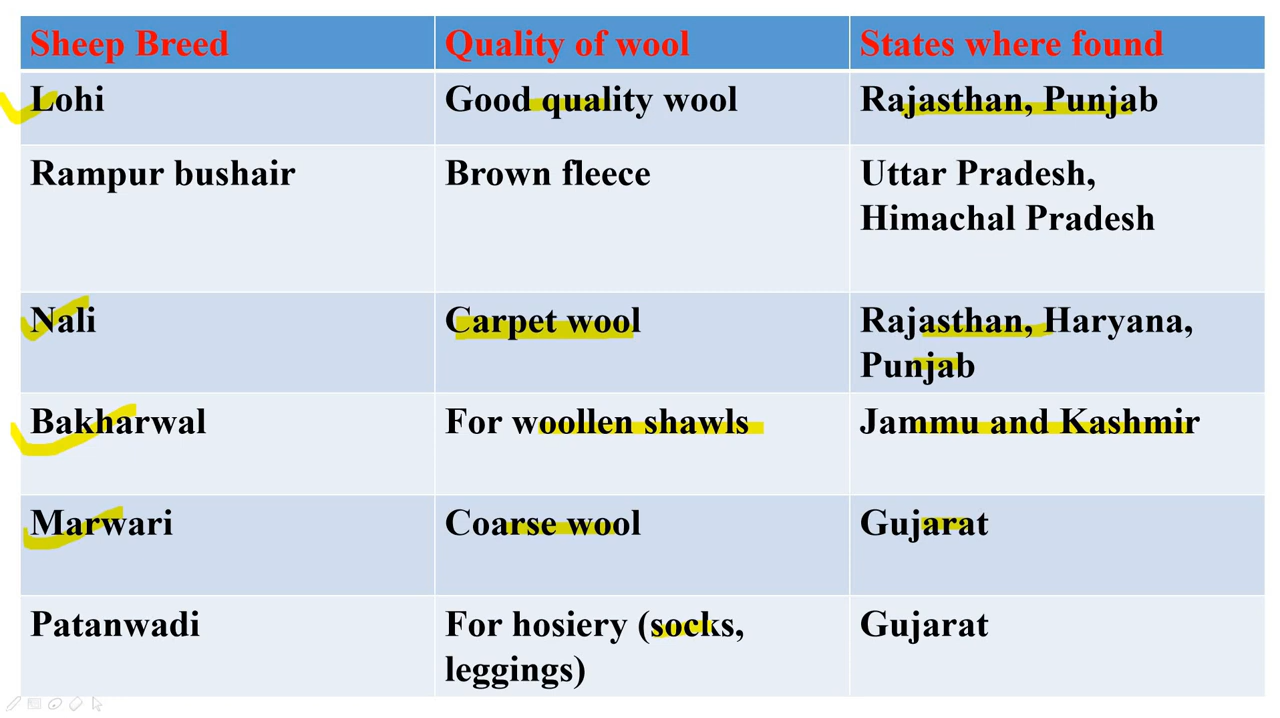 Sheep Breed Quality of wool States where found
Lohi Good quality wool Rajasthan, Punjab
Rampur bushair Brown fleece Uttar Pradesh,
Himachal Pradesh
Nali Carpet wool Rajasthan, Haryana,
Punjab
Bakharwal For woollen shawls Jammu and Kashmir
Marwari Coarse wool Gujarat
Patanwadi For hosiery (socks, Gujarat
leggings)